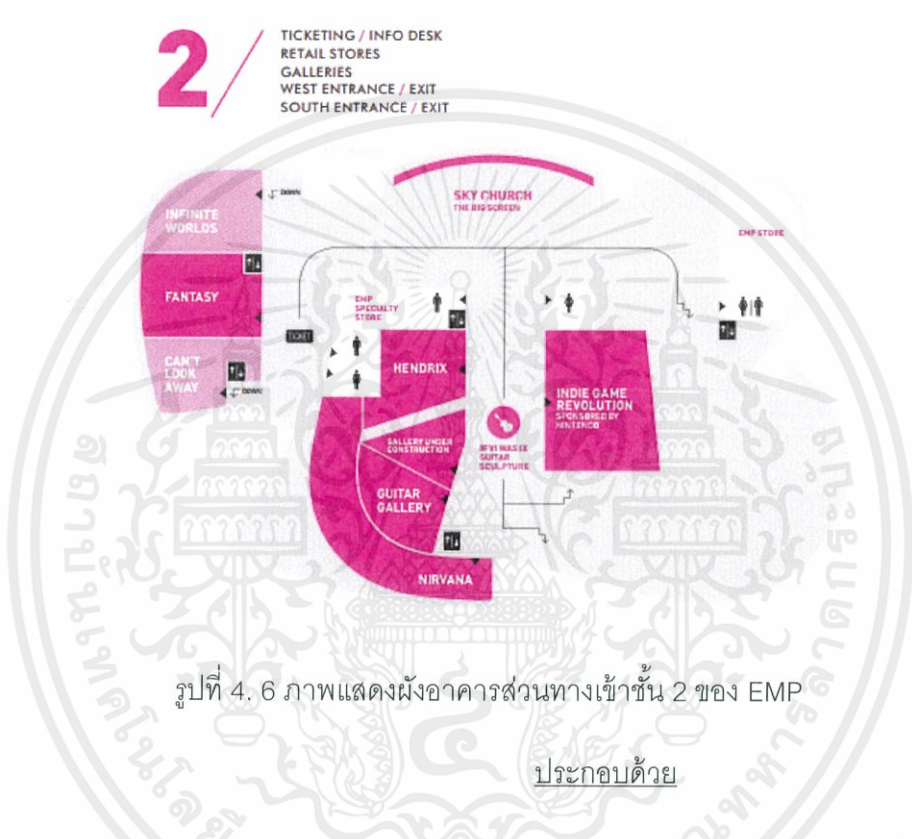 2
TICKETING / INFO DESK
RETAIL STORES
GALLERIES
WEST ENTRANCE / EXIT
SOUTH ENTRANCE / EXIT
SKY CHURCH
THE BIG SCREEN
DOWN
INFINITE
WORLDS
EMP STORE
FANTASY
EMP
SPECIALTY
STORE
TICKET
CAN'T
LOOK
AWAY
DOWN
HENDRIX
INDIE GAME
REVOLUTION
SPONSORED BY
NINTENDO
GALLERY UNDER
CONSTRUCTION
GUITAR
SCULPTURE
GUITAR
GALLERY
NIRVANA
รูปที่ 4. 6 ภาพแสดงผังอาคารส่วนทางเข้าชั้น 2 ของ EMP
ประกอบด้วย